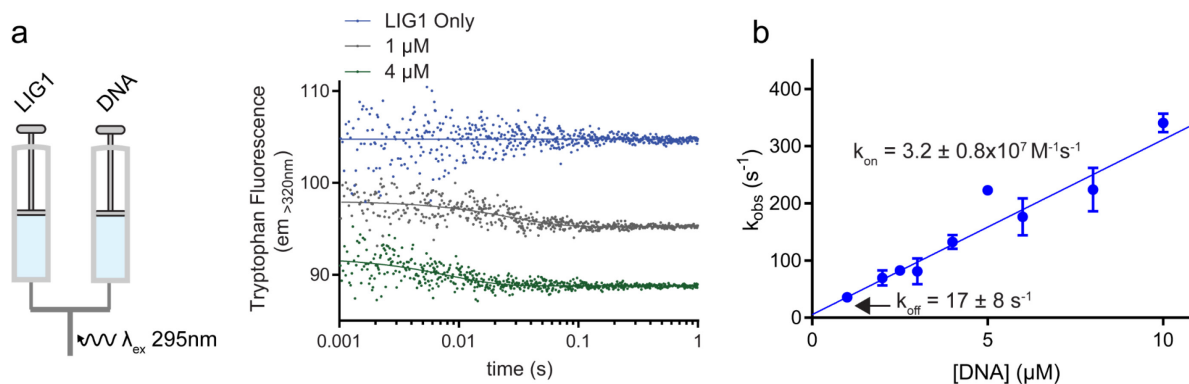 a
LIG1
DNA
λex 295nm
LIG1 Only
1 µM
4 µM
Tryptophan Fluorescence
(em >320nm)
110
100
90
0.001
0.01
0.1
1
time (s)
b
kobs (s-1)
400
300
200
100
0
kon = 3.2 ± 0.8x10⁷ M⁻¹s⁻¹
koff = 17 ± 8 s⁻¹
0
5
10
[DNA] (µM)